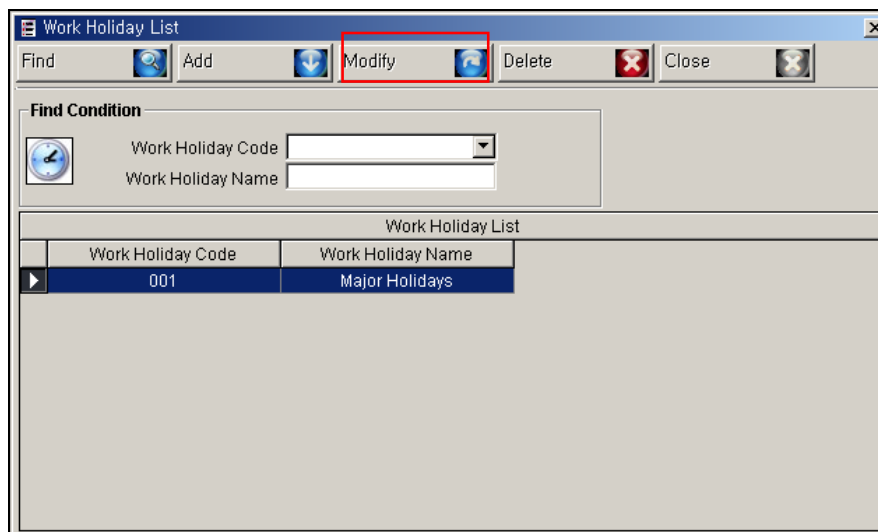 Work Holiday List
Find Add Modify Delete Close
Find Condition
Work Holiday Code
Work Holiday Name
Work Holiday List
Work Holiday Code Work Holiday Name
001 Major Holidays